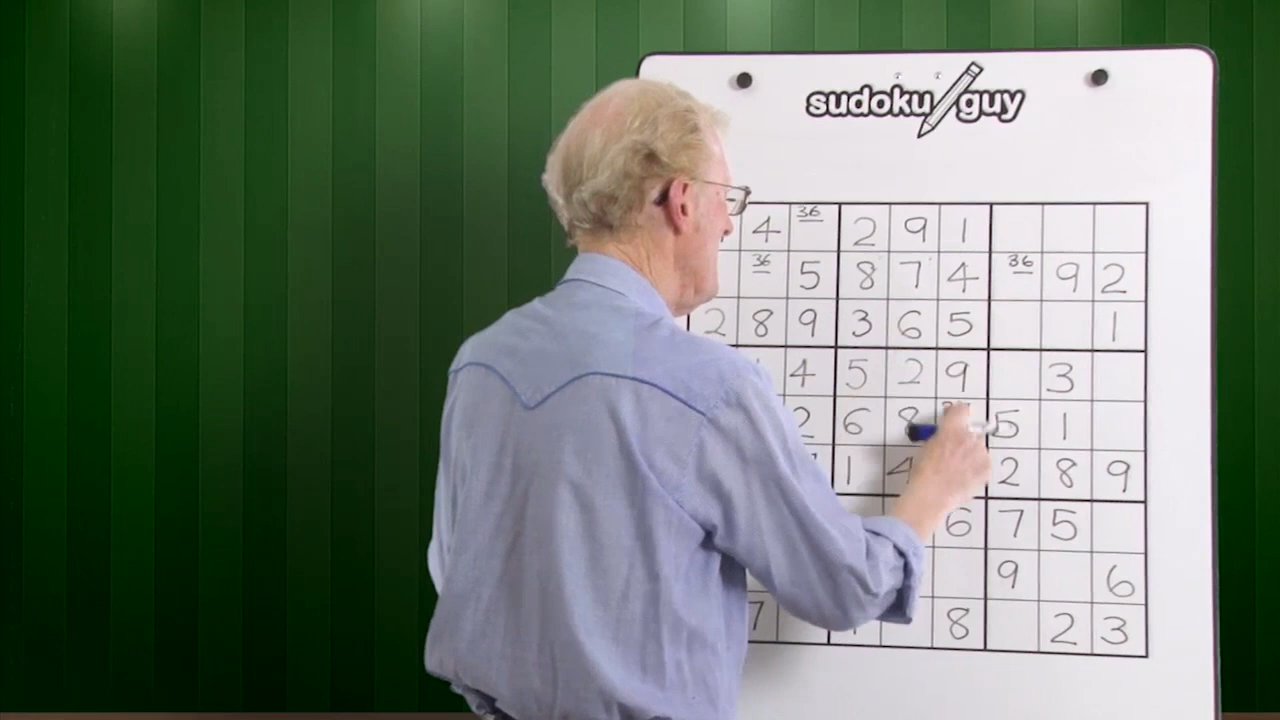 sudoku guy
4 36 2 9 1
36 5 8 7 4 36 9 2
2 8 9 3 6 5 1
4 5 2 9 3
2 6 8 5 1
1 4 2 8 9
6 7 5
9 6
7 8 2 3